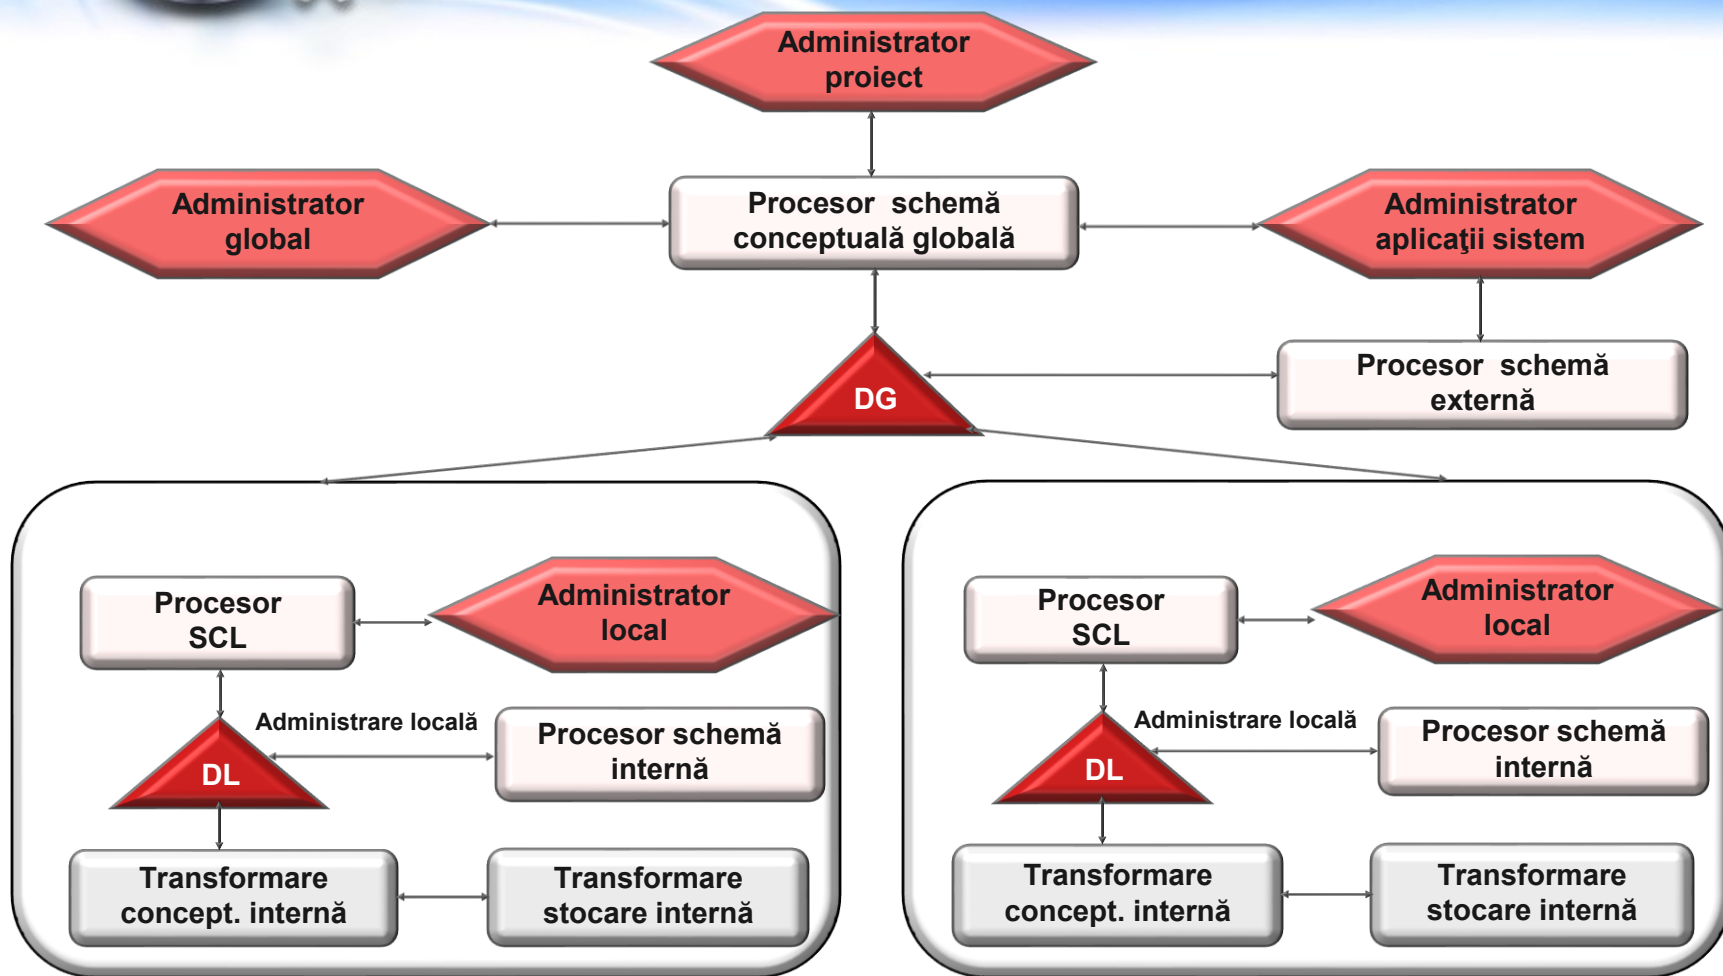 Administrator
proiect
Administrator
global
Procesor schemă
conceptuală globală
Administrator
aplicaţii sistem
DG
Procesor schemă
externă
Procesor
SCL
Administrator
local
Administrare locală
DL
Procesor schemă
internă
Transformare
concept. internă
Transformare
stocare internă
Procesor
SCL
Administrator
local
Administrare locală
DL
Procesor schemă
internă
Transformare
concept. internă
Transformare
stocare internă